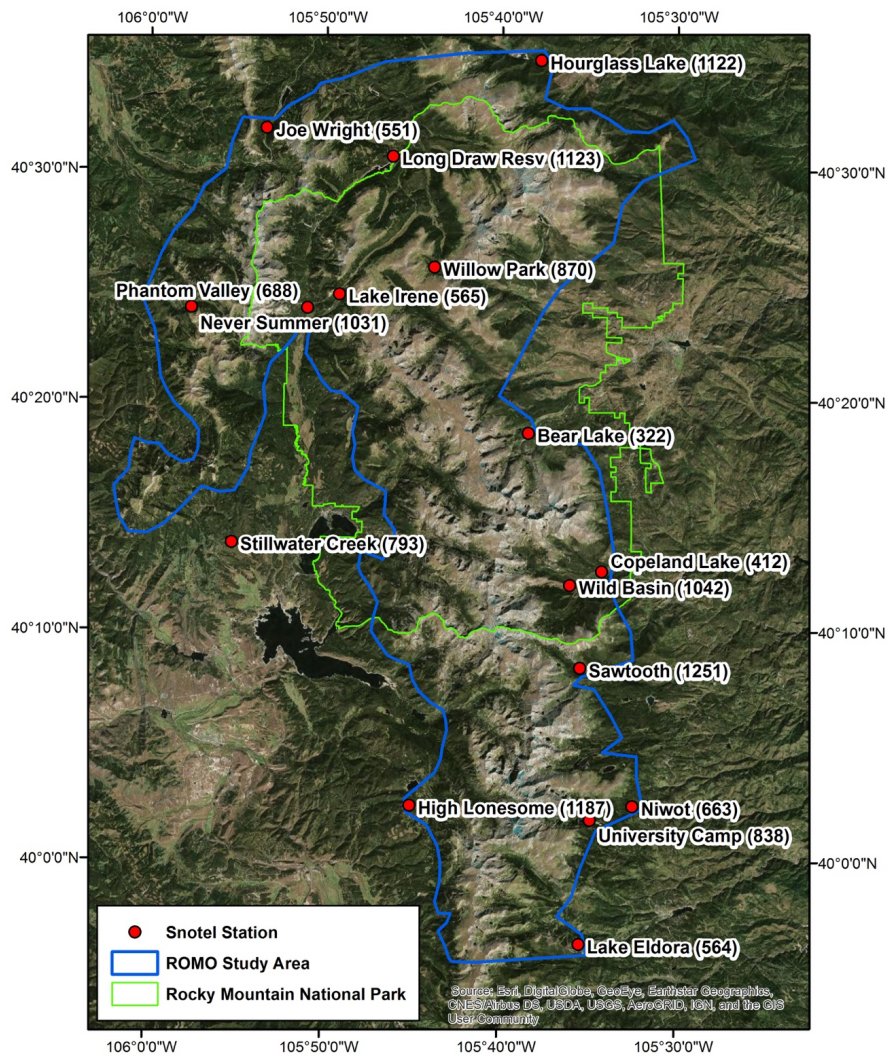 106°0'0"W 105°50'0"W 105°40'0"W 105°30'0"W
Hourglass Lake (1122)
Joe Wright (551)
Long Draw Resv (1123)
40°30'0"N 40°30'0"N
Willow Park (870)
Phantom Valley (688)
Lake Irene (565)
Never Summer (1031)
40°20'0"N 40°20'0"N
Bear Lake (322)
Stillwater Creek (793)
Copeland Lake (412)
Wild Basin (1042)
40°10'0"N 40°10'0"N
Sawtooth (1251)
High Lonesome (1187)
Niwot (663)
University Camp (838)
40°0'0"N 40°0'0"N
Snotel Station
Lake Eldora (564)
ROMO Study Area
Rocky Mountain National Park
Source: Esri, DigitalGlobe, GeoEye, Earthstar Geographics,
CNES/Airbus DS, USDA, USGS, AeroGRID, IGN, and the GIS
User Community
106°0'0"W 105°50'0"W 105°40'0"W 105°30'0"W